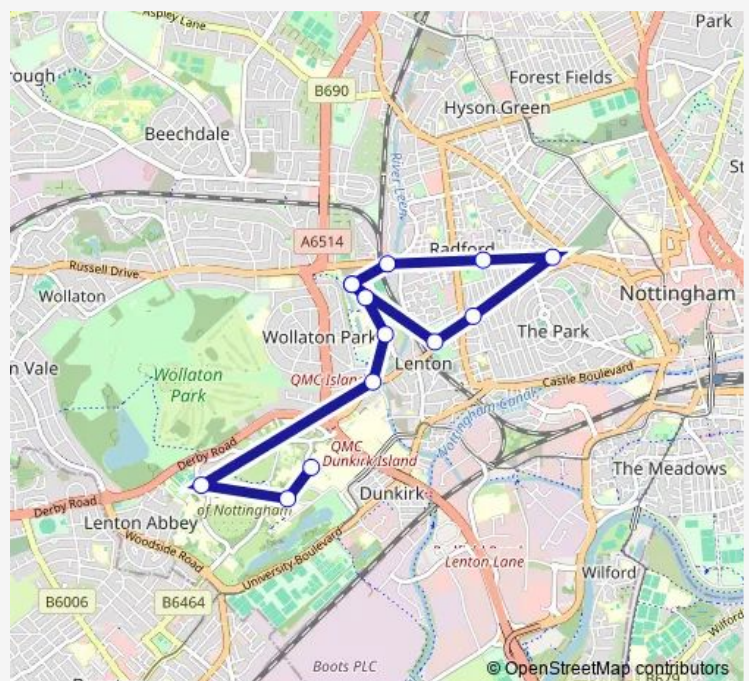 Aspley Lane
Park
rough
B690
Forest Fields
Hyson Green
Beechdale
St
River Leen
A6514
Radford
Russell Drive
Wollaton
Nottingham
Wollaton Park
The Park
n Vale
Lenton
Wollaton
Park
QMC Island
Castle Boulevard
Nottingham Canal
Derby Road
QMC
Dunkirk Island
The Meadows
Dunkirk
Derby Road
of Nottingham
Lenton Abbey
Woodside Road
University Boulevard
Lenton Lane
Wilford
B6006
B6464
Wilford
Boots PLC
© OpenStreetMap contributors
B679